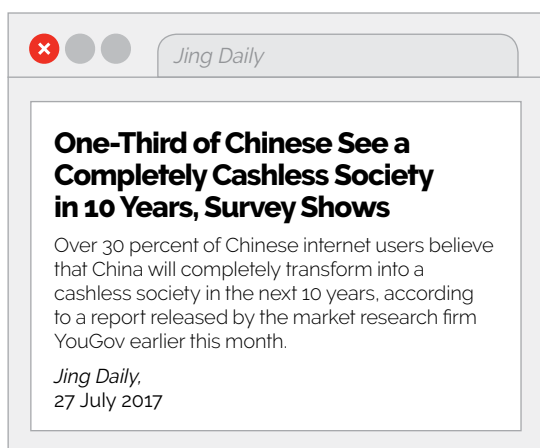 Jing Daily
One-Third of Chinese See a
Completely Cashless Society
in 10 Years, Survey Shows
Over 30 percent of Chinese internet users believe
that China will completely transform into a
cashless society in the next 10 years, according
to a report released by the market research firm
YouGov earlier this month.
Jing Daily,
27 July 2017